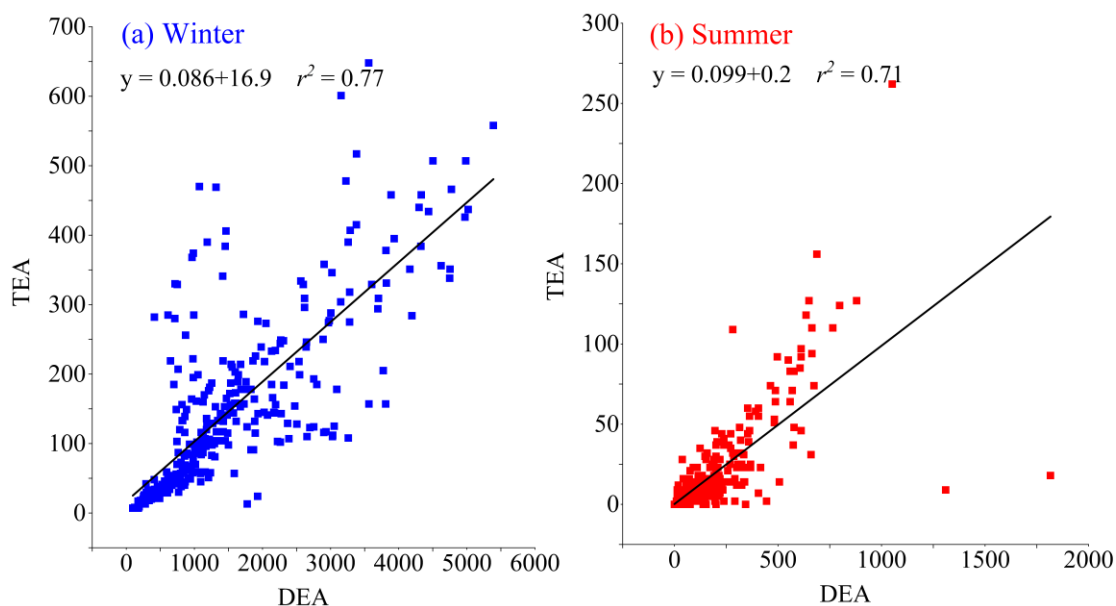 (a) Winter
y = 0.086+16.9 r² = 0.77
700
600
500
400
300
200
100
0
TEA
0 1000 2000 3000 4000 5000 6000
DEA
(b) Summer
y = 0.099+0.2 r² = 0.71
300
250
200
150
100
50
0
TEA
0 500 1000 1500 2000
DEA